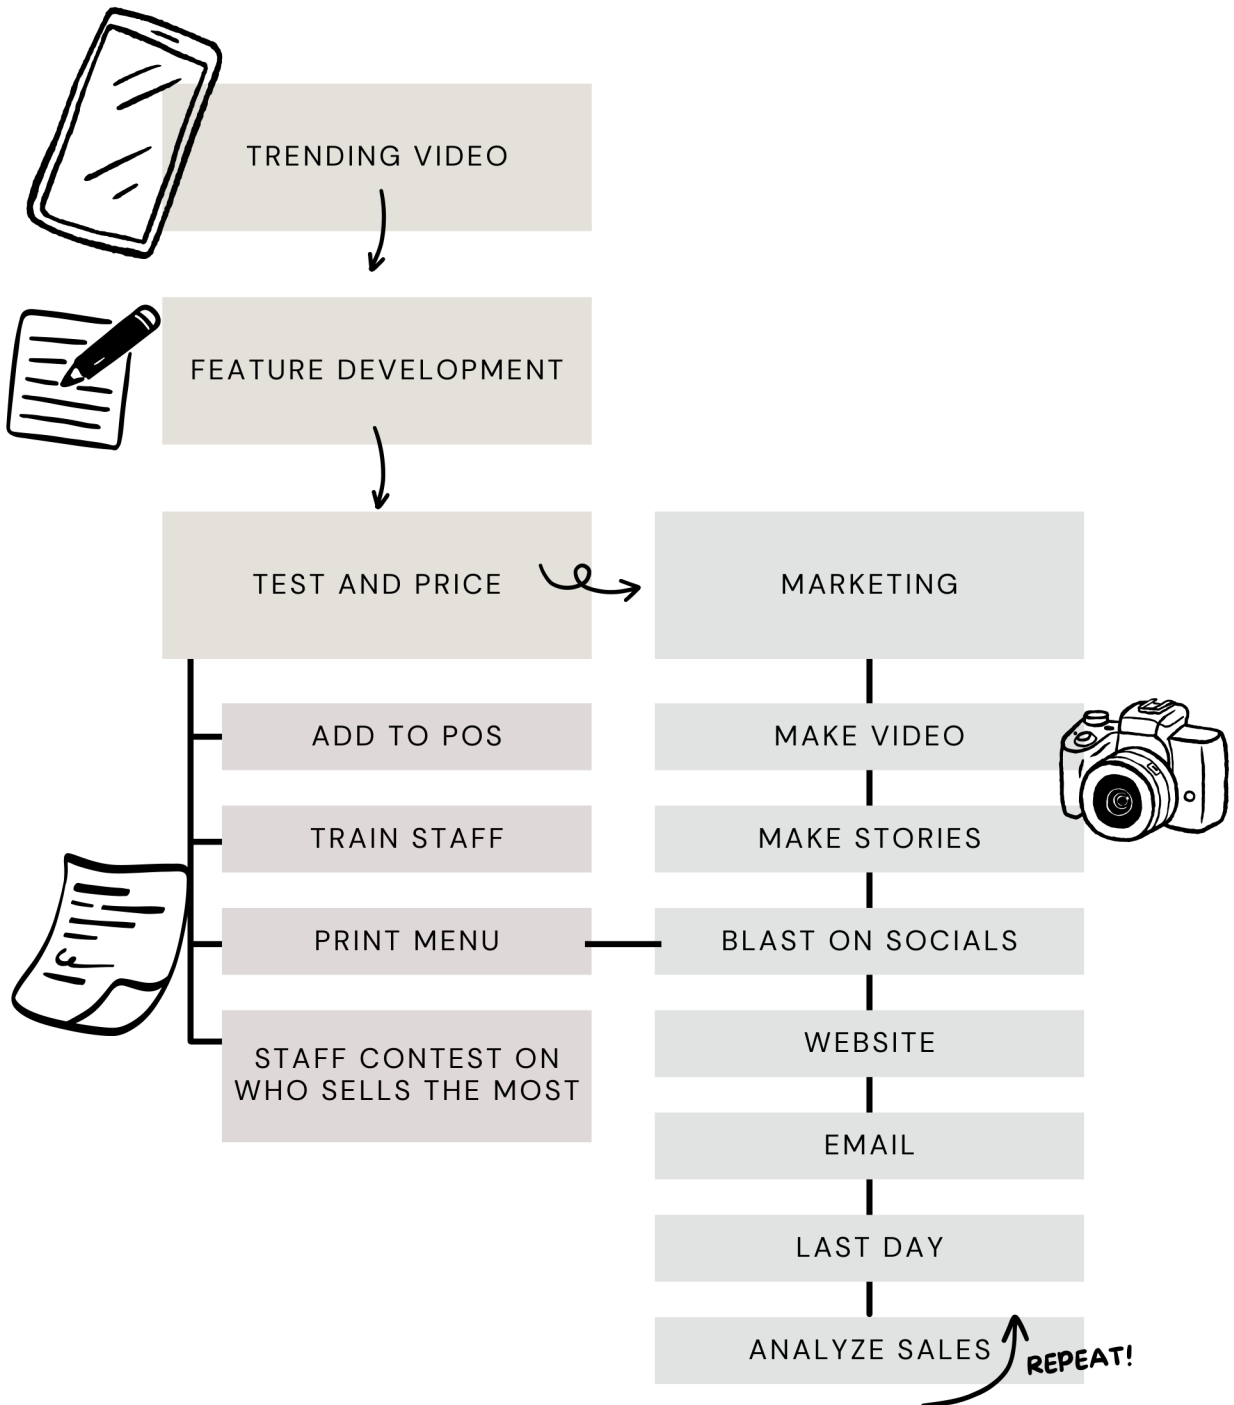 TRENDING VIDEO
FEATURE DEVELOPMENT
TEST AND PRICE
ADD TO POS
TRAIN STAFF
PRINT MENU
STAFF CONTEST ON
WHO SELLS THE MOST
MARKETING
MAKE VIDEO
MAKE STORIES
BLAST ON SOCIALS
WEBSITE
EMAIL
LAST DAY
ANALYZE SALES
REPEAT!